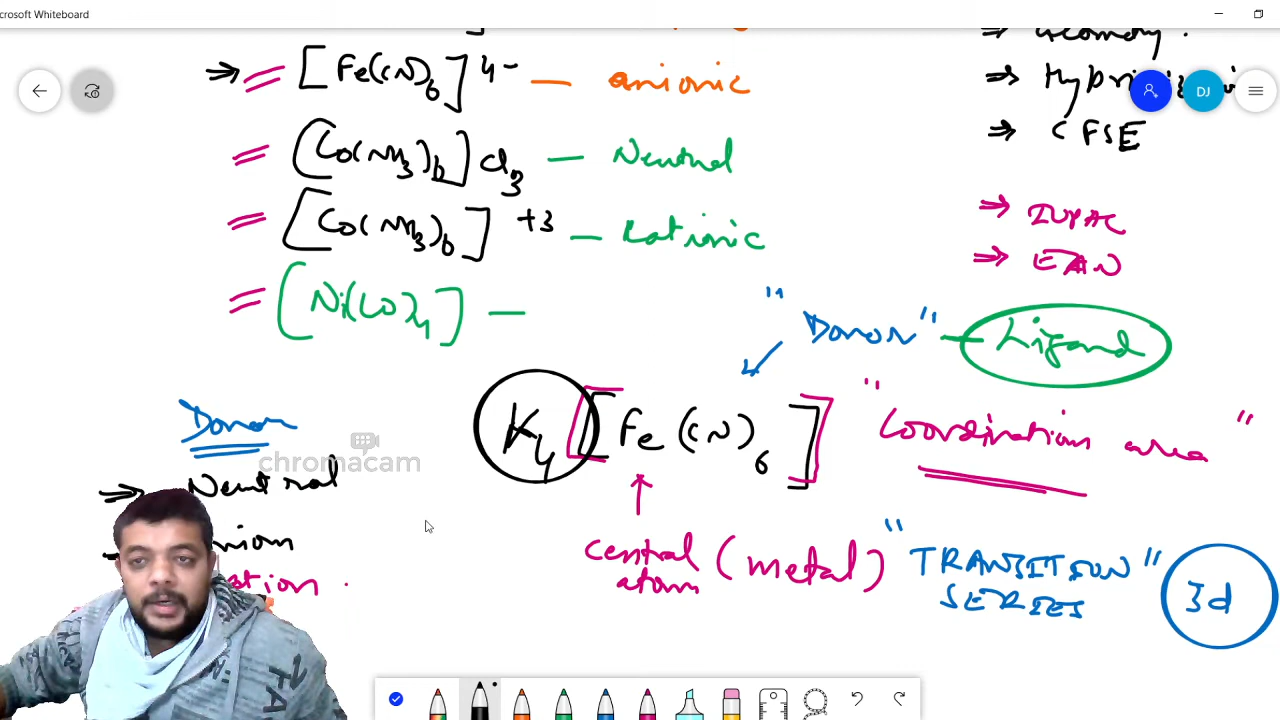 crosoft Whiteboard
Geometry.
[Fe(CN)6]4- — anionic
DJ
CFSE
[Co(NH3)6]Cl3 — Neutral
[Co(NH3)6]+3 — Kationic
IUPAC
EAN
[Ni(CO)4] —
"Donor" — Ligand
Donor
K4[Fe(CN)6] "Coordination area"
chromacam
Neutral
central atom (metal) "TRANSITION SERIES" 3d